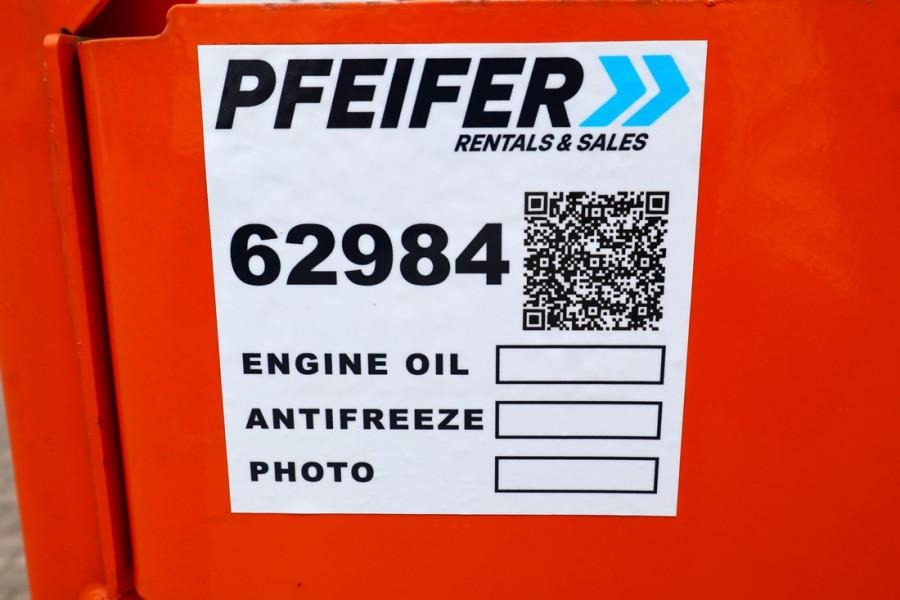 PFEIFER
RENTALS & SALES
62984
ENGINE OIL
ANTIFREEZE
PHOTO